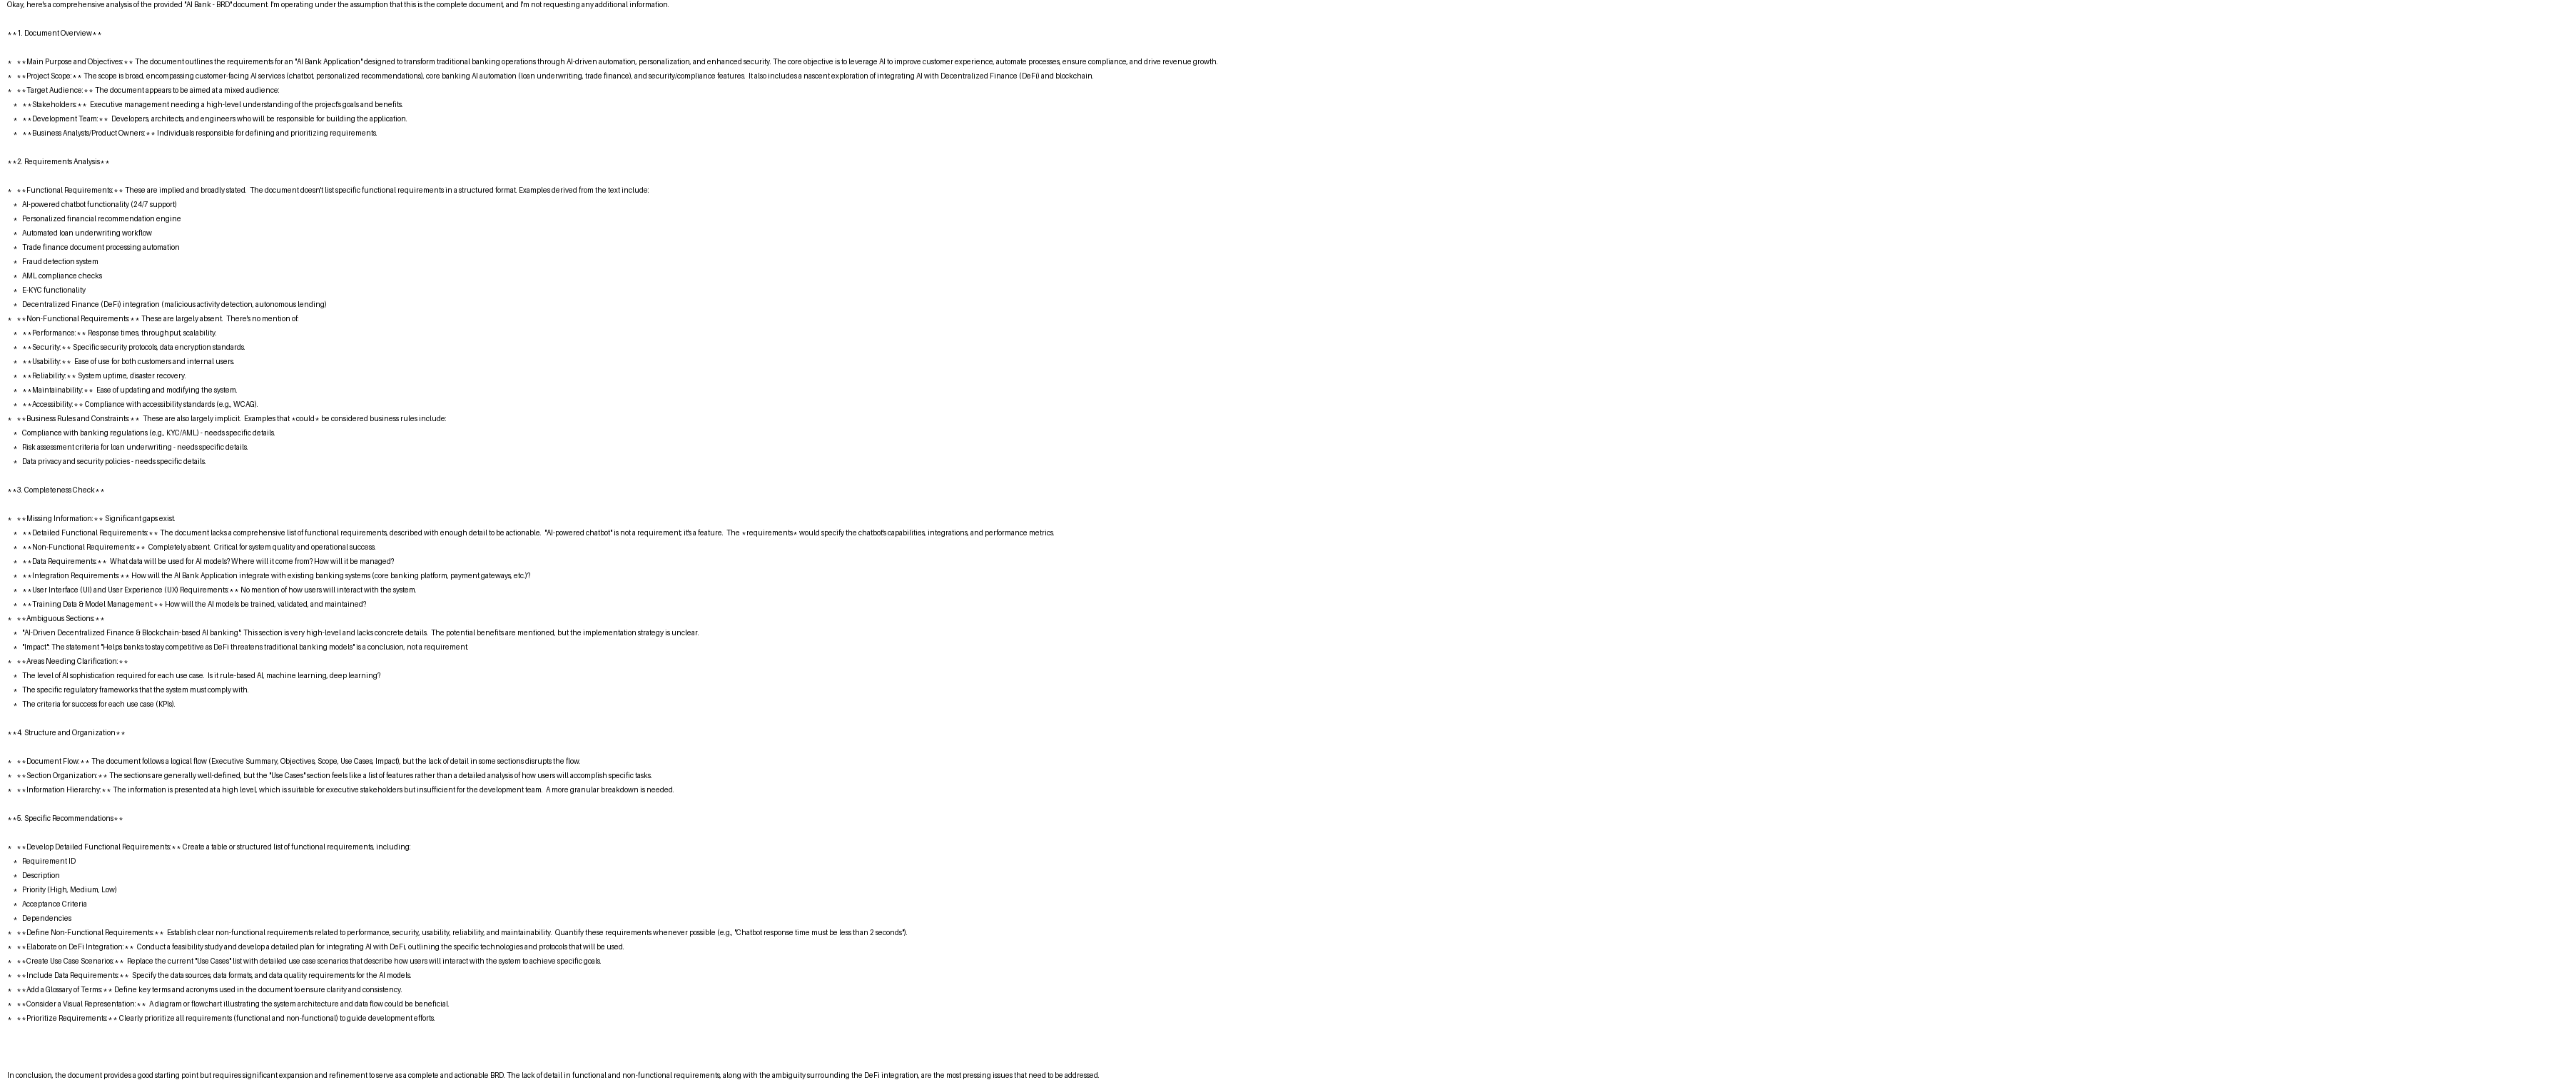 Okay, here's a comprehensive analysis of the provided "AI Bank - BRD" document. I'm operating under the assumption that this is the complete document, and I'm not requesting any additional information.
**1. Document Overview**
* **Main Purpose and Objectives:** The document outlines the requirements for an "AI Bank Application" designed to transform traditional banking operations through AI-driven automation, personalization, and enhanced security. The core objective is to leverage AI to improve customer experience, automate processes, ensure compliance, and drive revenue growth.
* **Project Scope:** The scope is broad, encompassing customer-facing AI services (chatbot, personalized recommendations), core banking AI automation (loan underwriting, trade finance), and security/compliance features. It also includes a nascent exploration of integrating AI with Decentralized Finance (DeFi) and blockchain.
* **Target Audience:** The document appears to be aimed at a mixed audience:
* **Stakeholders:** Executive management needing a high-level understanding of the project's goals and benefits.
* **Development Team:** Developers, architects, and engineers who will be responsible for building the application.
* **Business Analysts/Product Owners:** Individuals responsible for defining and prioritizing requirements.
**2. Requirements Analysis**
* **Functional Requirements:** These are implied and broadly stated. The document doesn't list specific functional requirements in a structured format. Examples derived from the text include:
* AI-powered chatbot functionality (24/7 support)
* Personalized financial recommendation engine
* Automated loan underwriting workflow
* Trade finance document processing automation
* Fraud detection system
* AML compliance checks
* E-KYC functionality
* Decentralized Finance (DeFi) integration (malicious activity detection, autonomous lending)
* **Non-Functional Requirements:** These are largely absent. There's no mention of:
* **Performance:** Response times, throughput, scalability.
* **Security:** Specific security protocols, data encryption standards.
* **Usability:** Ease of use for both customers and internal users.
* **Reliability:** System uptime, disaster recovery.
* **Maintainability:** Ease of updating and modifying the system.
* **Accessibility:** Compliance with accessibility standards (e.g., WCAG).
* **Business Rules and Constraints:** These are also largely implicit. Examples that *could* be considered business rules include:
* Compliance with banking regulations (e.g., KYC/AML) - needs specific details.
* Risk assessment criteria for loan underwriting - needs specific details.
* Data privacy and security policies - needs specific details.
**3. Completeness Check**
* **Missing Information:** Significant gaps exist.
* **Detailed Functional Requirements:** The document lacks a comprehensive list of functional requirements, described with enough detail to be actionable. "AI-powered chatbot" is not a requirement; it's a feature. The *requirements* would specify the chatbot's capabilities, integrations, and performance metrics.
* **Non-Functional Requirements:** Completely absent. Critical for system quality and operational success.
* **Data Requirements:** What data will be used for AI models? Where will it come from? How will it be managed?
* **Integration Requirements:** How will the AI Bank Application integrate with existing banking systems (core banking platform, payment gateways, etc.)?
* **User Interface (UI) and User Experience (UX) Requirements:** No mention of how users will interact with the system.
* **Training Data & Model Management:** How will the AI models be trained, validated, and maintained?
* **Ambiguous Sections:**
* "AI-Driven Decentralized Finance & Blockchain-based AI banking": This section is very high-level and lacks concrete details. The potential benefits are mentioned, but the implementation strategy is unclear.
* "Impact": The statement "Helps banks to stay competitive as DeFi threatens traditional banking models" is a conclusion, not a requirement.
* **Areas Needing Clarification:**
* The level of AI sophistication required for each use case. Is it rule-based AI, machine learning, deep learning?
* The specific regulatory frameworks that the system must comply with.
* The criteria for success for each use case (KPIs).
**4. Structure and Organization**
* **Document Flow:** The document follows a logical flow (Executive Summary, Objectives, Scope, Use Cases, Impact), but the lack of detail in some sections disrupts the flow.
* **Section Organization:** The sections are generally well-defined, but the "Use Cases" section feels like a list of features rather than a detailed analysis of how users will accomplish specific tasks.
* **Information Hierarchy:** The information is presented at a high level, which is suitable for executive stakeholders but insufficient for the development team. A more granular breakdown is needed.
**5. Specific Recommendations**
* **Develop Detailed Functional Requirements:** Create a table or structured list of functional requirements, including:
* Requirement ID
* Description
* Priority (High, Medium, Low)
* Acceptance Criteria
* Dependencies
* **Define Non-Functional Requirements:** Establish clear non-functional requirements related to performance, security, usability, reliability, and maintainability. Quantify these requirements whenever possible (e.g., "Chatbot response time must be less than 2 seconds").
* **Elaborate on DeFi Integration:** Conduct a feasibility study and develop a detailed plan for integrating AI with DeFi, outlining the specific technologies and protocols that will be used.
* **Create Use Case Scenarios:** Replace the current "Use Cases" list with detailed use case scenarios that describe how users will interact with the system to achieve specific goals.
* **Include Data Requirements:** Specify the data sources, data formats, and data quality requirements for the AI models.
* **Add a Glossary of Terms:** Define key terms and acronyms used in the document to ensure clarity and consistency.
* **Consider a Visual Representation:** A diagram or flowchart illustrating the system architecture and data flow could be beneficial.
* **Prioritize Requirements:** Clearly prioritize all requirements (functional and non-functional) to guide development efforts.
In conclusion, the document provides a good starting point but requires significant expansion and refinement to serve as a complete and actionable BRD. The lack of detail in functional and non-functional requirements, along with the ambiguity surrounding the DeFi integration, are the most pressing issues that need to be addressed.